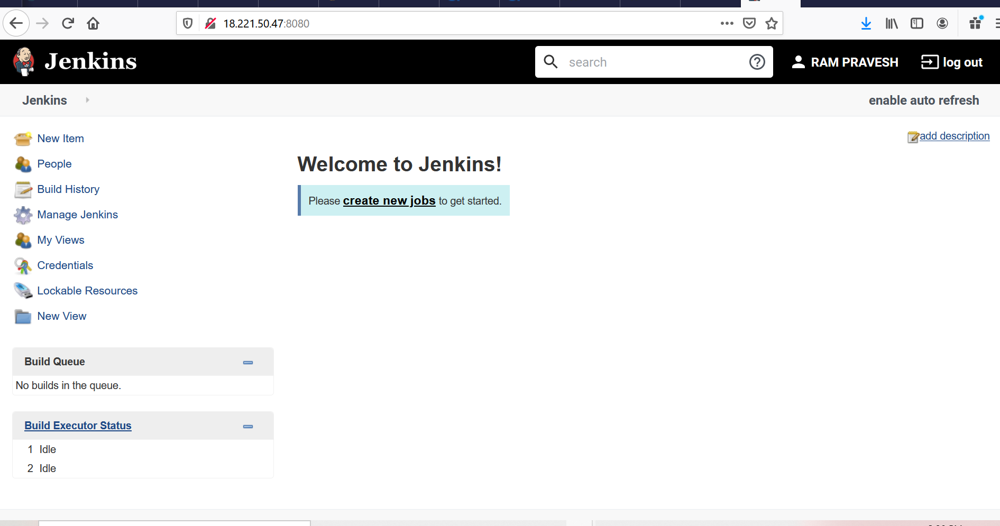 18.221.50.47:8080
Jenkins
search
RAM PRAVESH
log out
Jenkins
enable auto refresh
New Item
add description
People
Build History
Manage Jenkins
My Views
Credentials
Lockable Resources
New View
Welcome to Jenkins!
Please create new jobs to get started.
Build Queue
No builds in the queue.
Build Executor Status
1 Idle
2 Idle